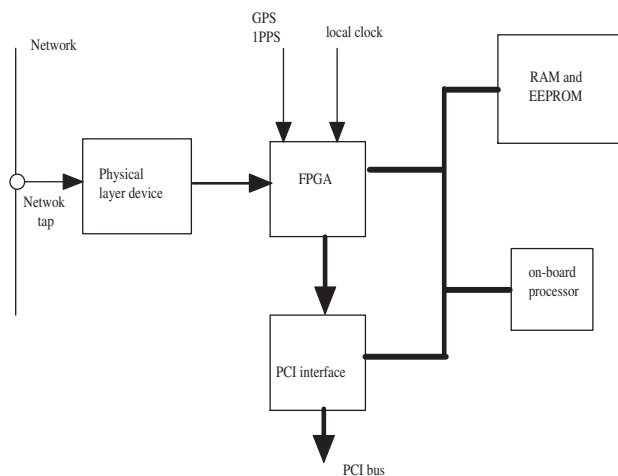 GPS
1PPS
local clock
Network
RAM and
EEPROM
Physical
layer device
FPGA
Netwok
tap
on-board
processor
PCI interface
PCI bus